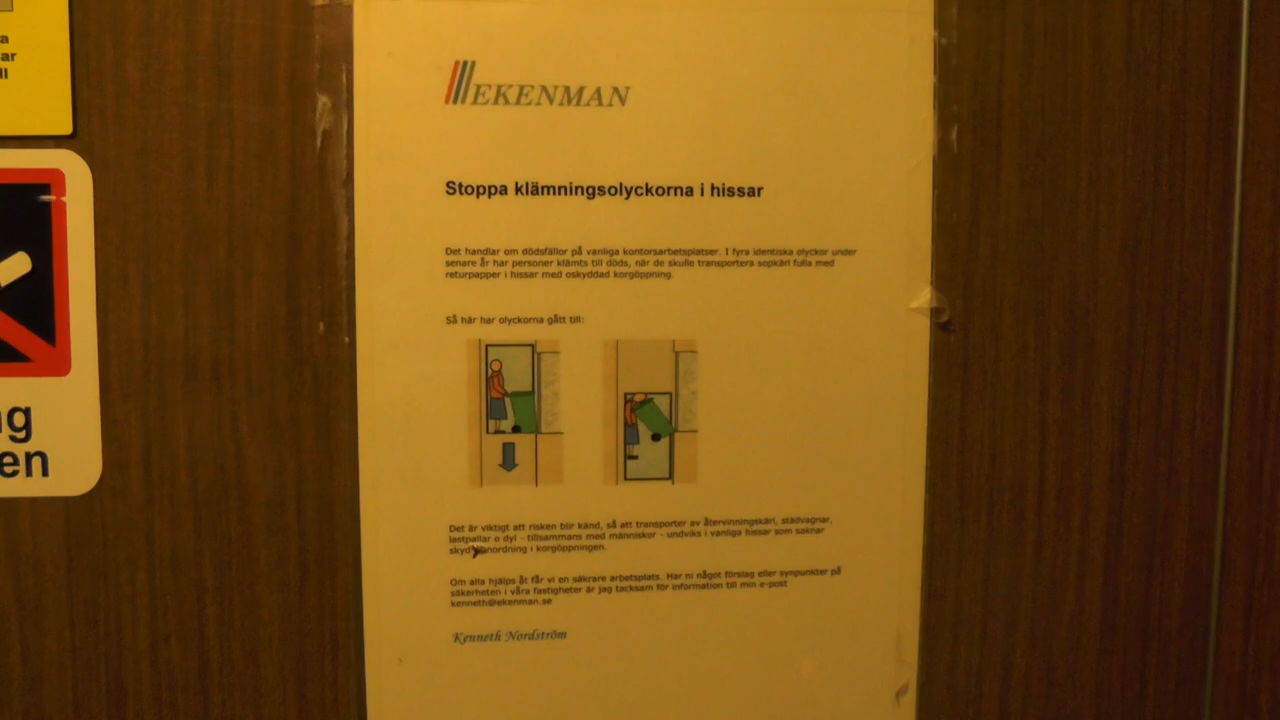 a
ar
ll
ng
en
EKENMAN
Stoppa klämningsolyckorna i hissar
Det handlar om dödsfällor på vanliga kontorsarbetsplatser. I fyra identiska olyckor under
senare år har personer klämts till döds, när de skulle transportera sopkärl fulla med
returpapper i hissar med oskyddad korgöppning.
Så här har olyckorna gått till:
Det är viktigt att risken blir känd, så att transporter av återvinningskärl, städvagnar,
lastpallar o dyl - tillsammans med människor - undviks i vanliga hissar som saknar
skyddsanordning i korgöppningen.
Om alla hjälps åt får vi en säkrare arbetsplats. Har ni något förslag eller synpunkter på
säkerheten i våra fastigheter är jag tacksam för information till min e-post
kenneth@ekenman.se
Kenneth Nordström